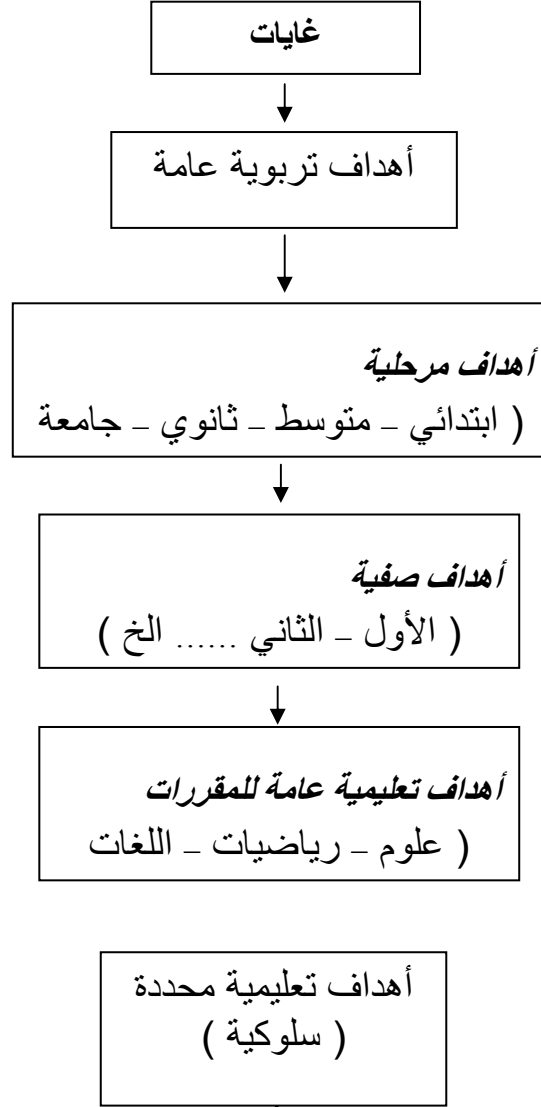 غايات
أهداف تربوية عامة
أهداف مرحلية
( ابتدائي – متوسط – ثانوي – جامعة
أهداف صفية
( الأول – الثاني ...... الخ )
أهداف تعليمية عامة للمقررات
( علوم – رياضيات – اللغات
أهداف تعليمية محددة
( سلوكية )